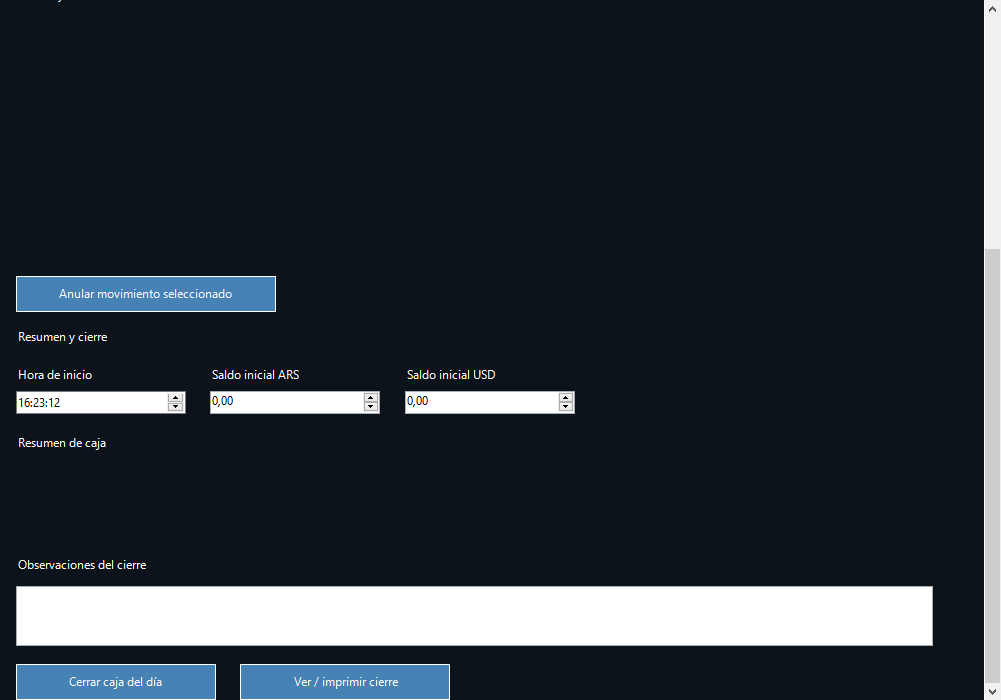 Anular movimiento seleccionado
Resumen y cierre
Hora de inicio Saldo inicial ARS Saldo inicial USD
16:23:12 0,00 0,00
Resumen de caja
Observaciones del cierre
Cerrar caja del día Ver / imprimir cierre